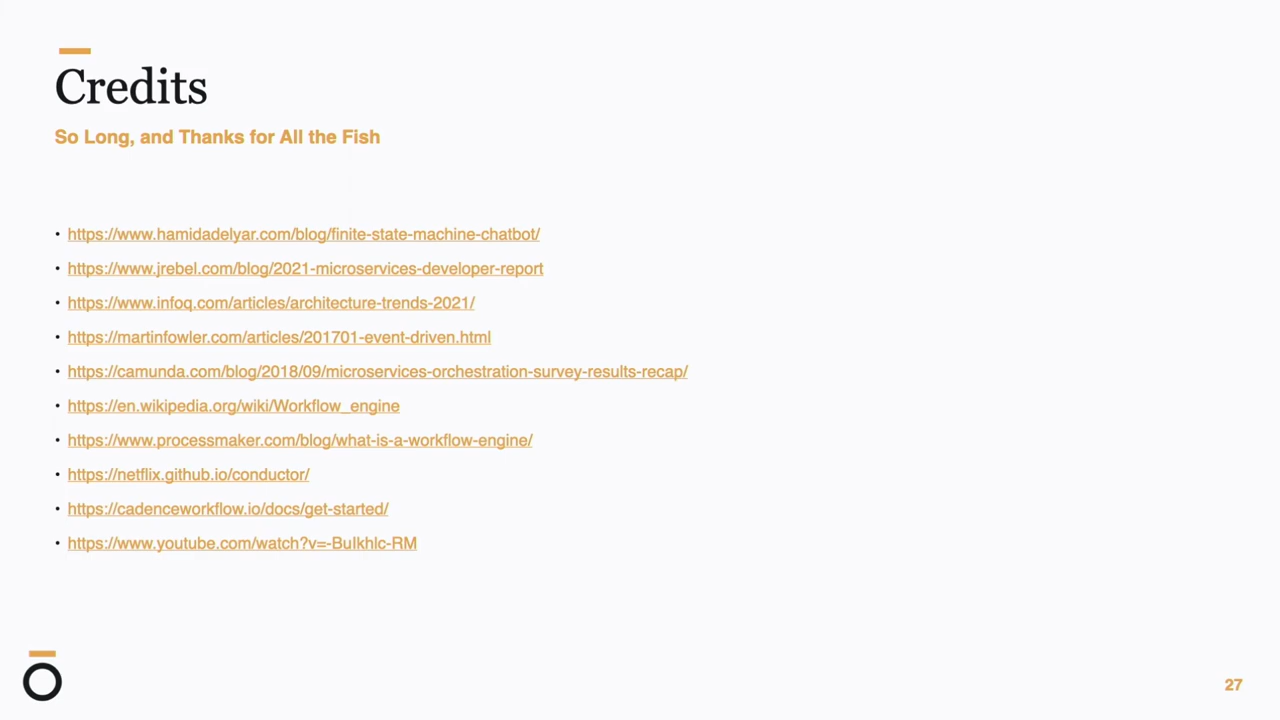 Credits
So Long, and Thanks for All the Fish
• https://www.hamidadelyar.com/blog/finite-state-machine-chatbot/
• https://www.jrebel.com/blog/2021-microservices-developer-report
• https://www.infoq.com/articles/architecture-trends-2021/
• https://martinfowler.com/articles/201701-event-driven.html
• https://camunda.com/blog/2018/09/microservices-orchestration-survey-results-recap/
• https://en.wikipedia.org/wiki/Workflow_engine
• https://www.processmaker.com/blog/what-is-a-workflow-engine/
• https://netflix.github.io/conductor/
• https://cadenceworkflow.io/docs/get-started/
• https://www.youtube.com/watch?v=-BuIkhlc-RM
27